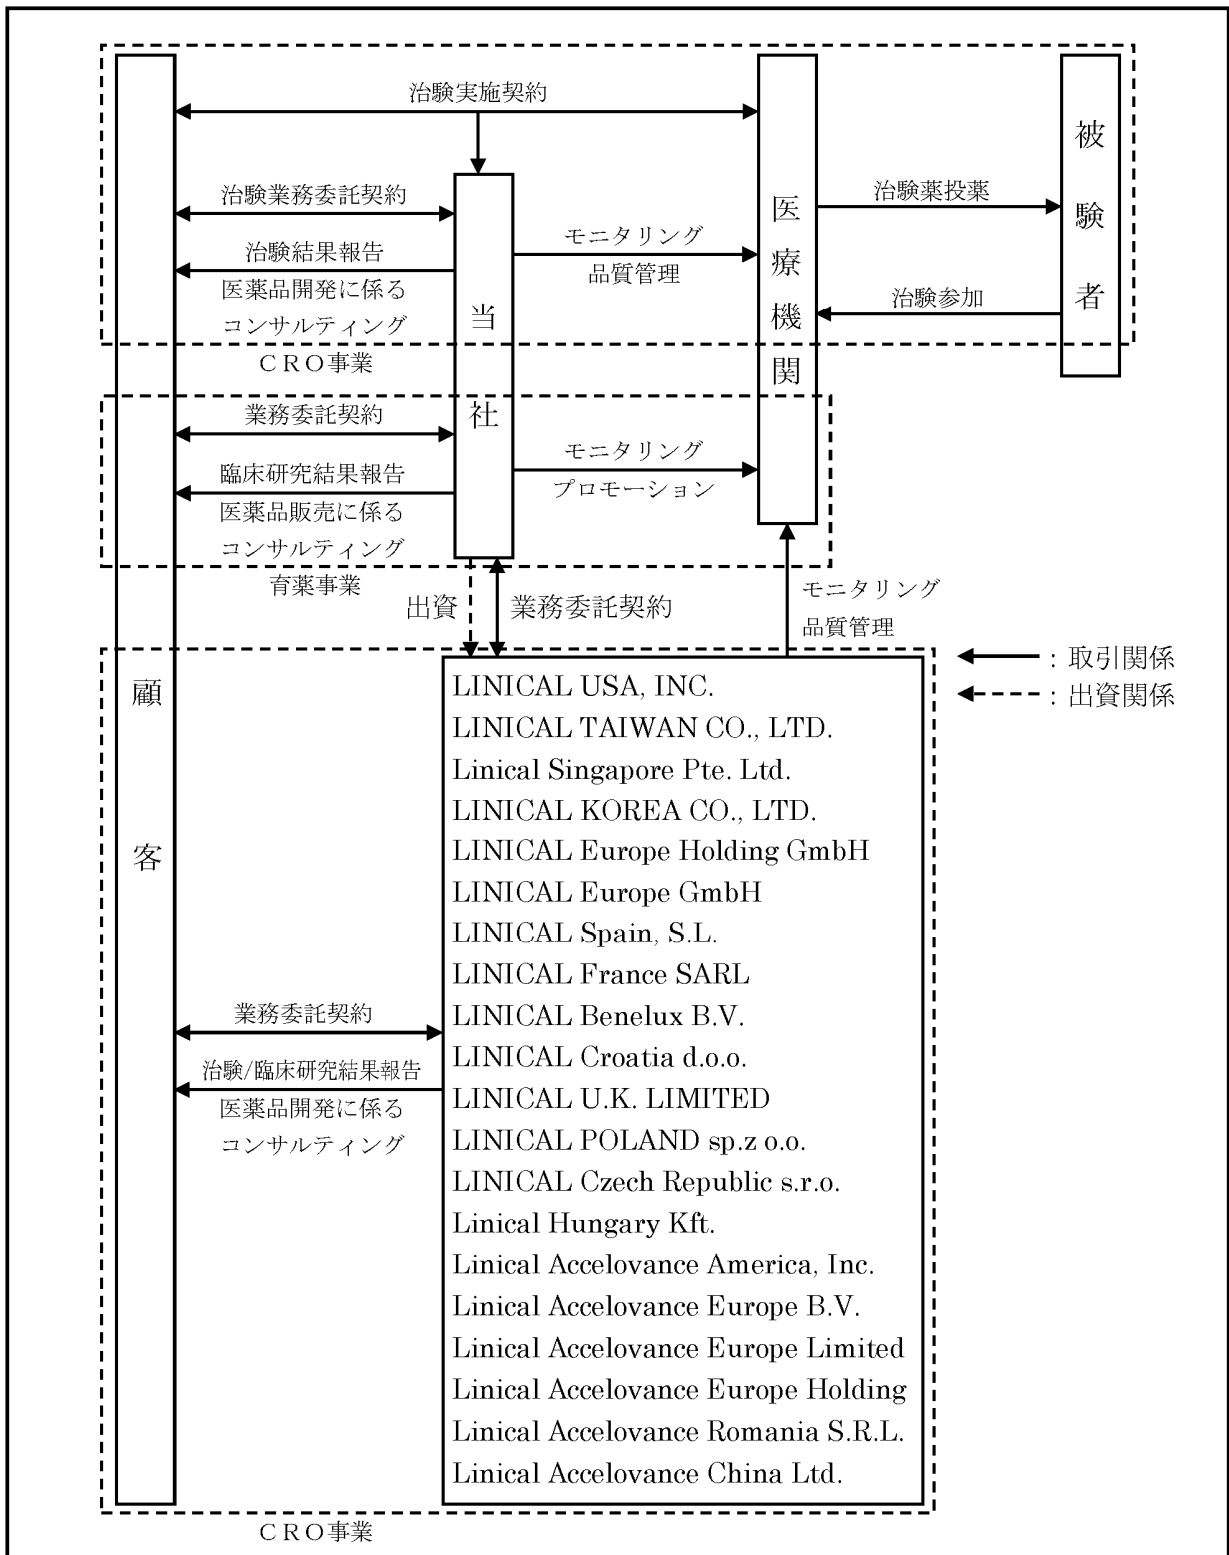 治験実施契約
被験者
医療機関
治験業務委託契約
治験薬投薬
モニタリング
品質管理
治験結果報告
医薬品開発に係る
コンサルティング
治験参加
当社
ＣＲＯ事業
業務委託契約
モニタリング
プロモーション
臨床研究結果報告
医薬品販売に係る
コンサルティング
育薬事業
出資
業務委託契約
モニタリング
品質管理
：取引関係
：出資関係
顧客
LINICAL USA, INC.
LINICAL TAIWAN CO., LTD.
Linical Singapore Pte. Ltd.
LINICAL KOREA CO., LTD.
LINICAL Europe Holding GmbH
LINICAL Europe GmbH
LINICAL Spain, S.L.
LINICAL France SARL
LINICAL Benelux B.V.
LINICAL Croatia d.o.o.
LINICAL U.K. LIMITED
LINICAL POLAND sp.z o.o.
LINICAL Czech Republic s.r.o.
Linical Hungary Kft.
Linical Accelovance America, Inc.
Linical Accelovance Europe B.V.
Linical Accelovance Europe Limited
Linical Accelovance Europe Holding
Linical Accelovance Romania S.R.L.
Linical Accelovance China Ltd.
業務委託契約
治験/臨床研究結果報告
医薬品開発に係る
コンサルティング
ＣＲＯ事業